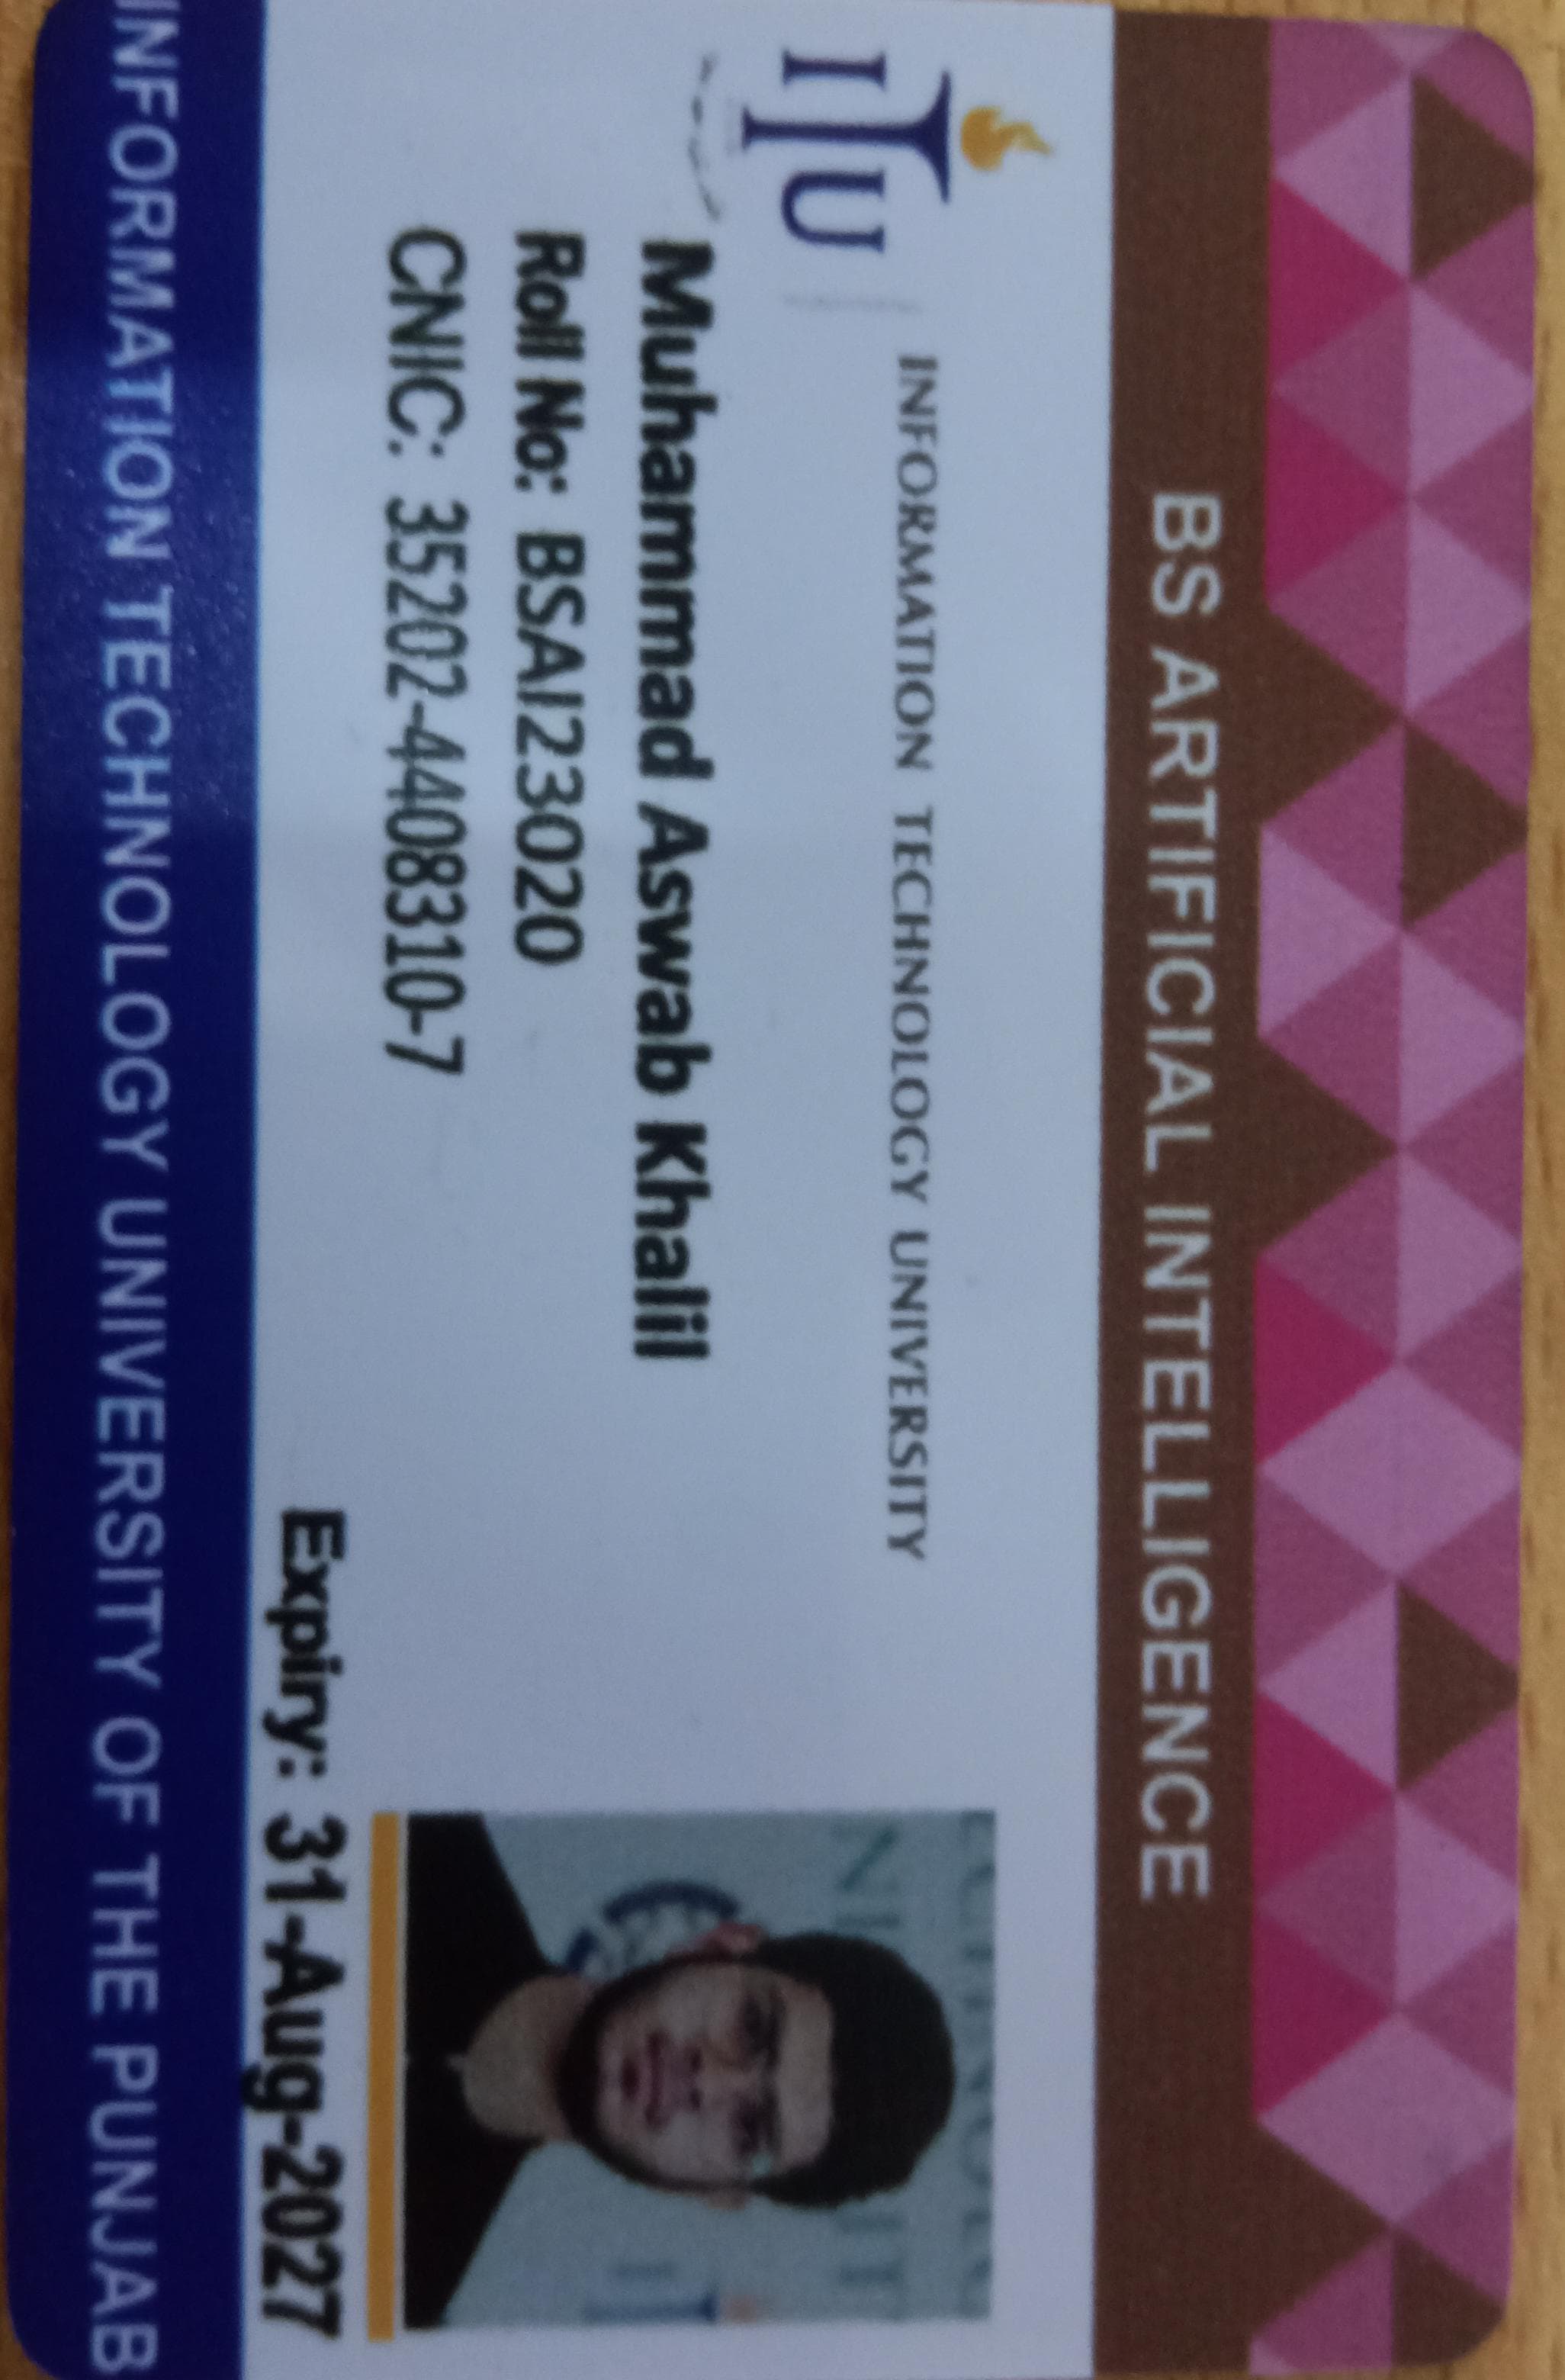 BS ARTIFICIAL INTELLIGENCE
ITU
INFORMATION TECHNOLOGY UNIVERSITY
Muhammad Aswab Khalil
Roll No: BSAI23020
CNIC: 35202-4408310-7
Expiry: 31-Aug-2027
INFORMATION TECHNOLOGY UNIVERSITY OF THE PUNJAB